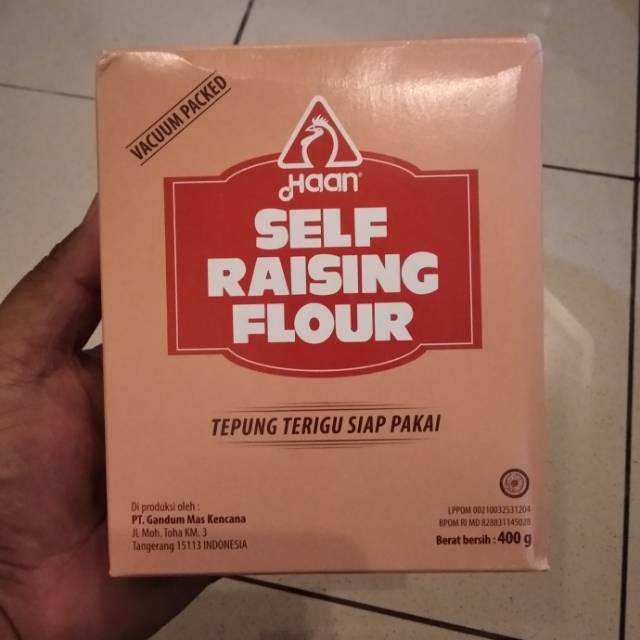 VACUUM PACKED
Haan®
SELF
RAISING
FLOUR
TEPUNG TERIGU SIAP PAKAI
Di produksi oleh :
PT. Gandum Mas Kencana
Jl. Moh. Toha KM. 3
Tangerang 15113 INDONESIA
LPPOM 00210032531204
BPOM RI MD 828831145028
Berat bersih : 400 g